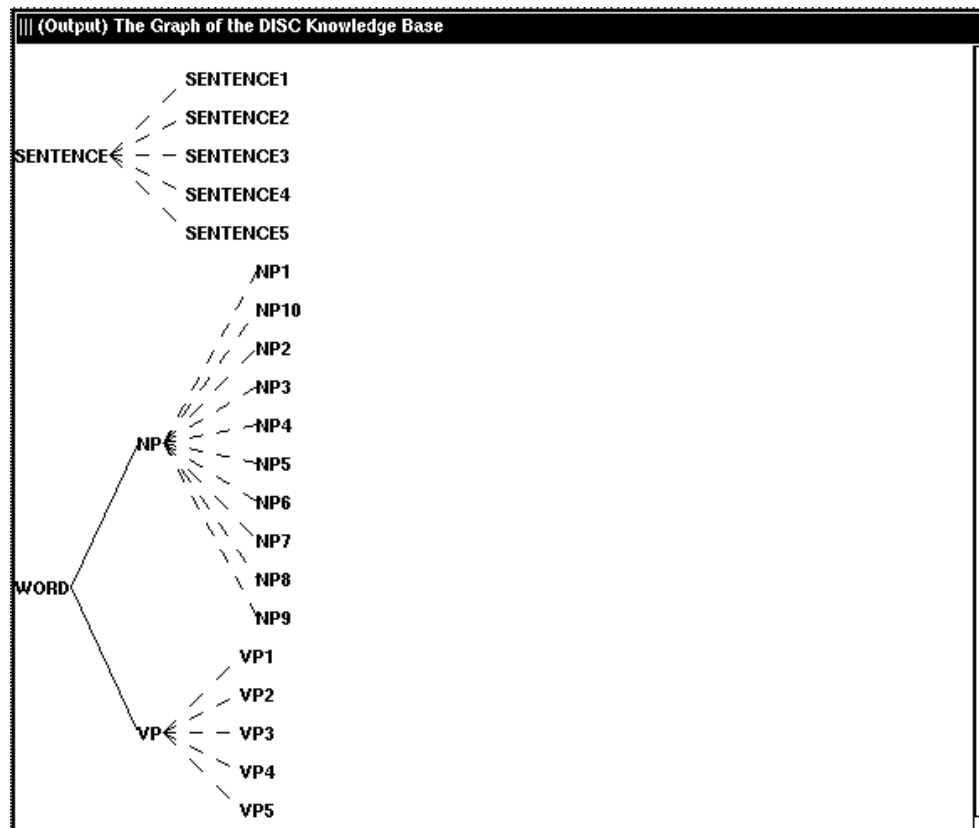 ||| (Output) The Graph of the DISC Knowledge Base
SENTENCE1
SENTENCE2
SENTENCE SENTENCE3
SENTENCE4
SENTENCE5
NP1
NP10
NP2
NP3
NP4
NP
NP5
NP6
NP7
NP8
WORD
NP9
VP1
VP2
VP VP3
VP4
VP5